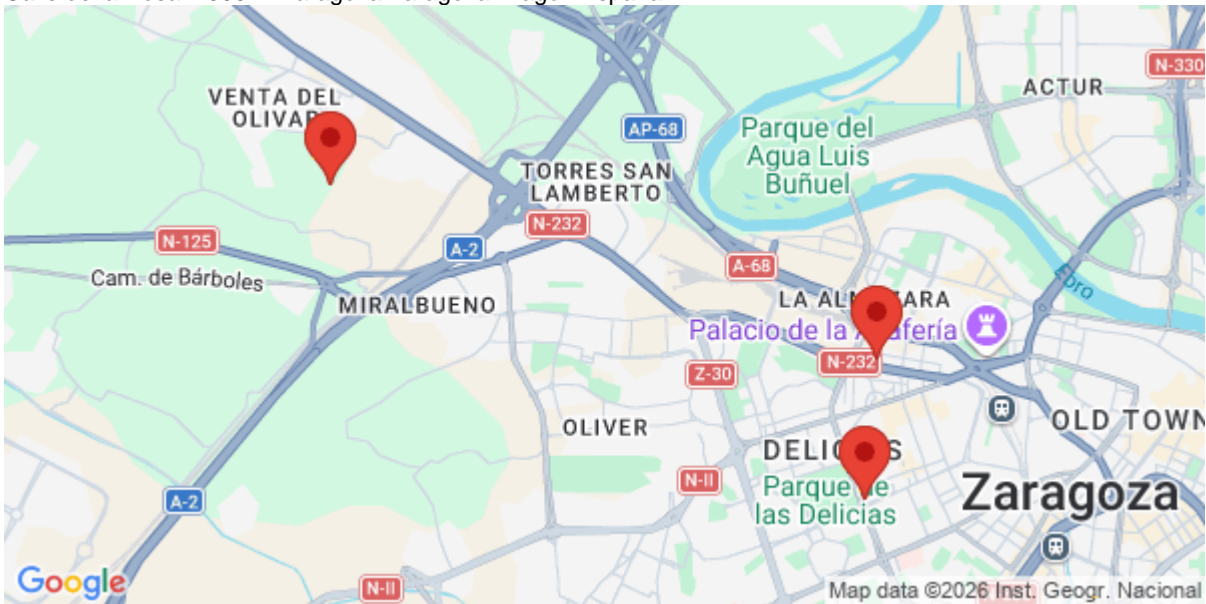 N-330
ACTUR
VENTA DEL
OLIVAR
AP-68
Parque del
Agua Luis
Buñuel
TORRES SAN
LAMBERTO
N-232
N-125
A-2
A-68
Ebro
Cam. de Bárboles
MIRALBUENO
LA ALMOZARA
Palacio de la Aljafería
N-232
Z-30
OLIVER
OLD TOWN
DELICIAS
N-II
Parque de
las Delicias
Zaragoza
A-2
N-II
Google
Map data ©2026 Inst. Geogr. Nacional